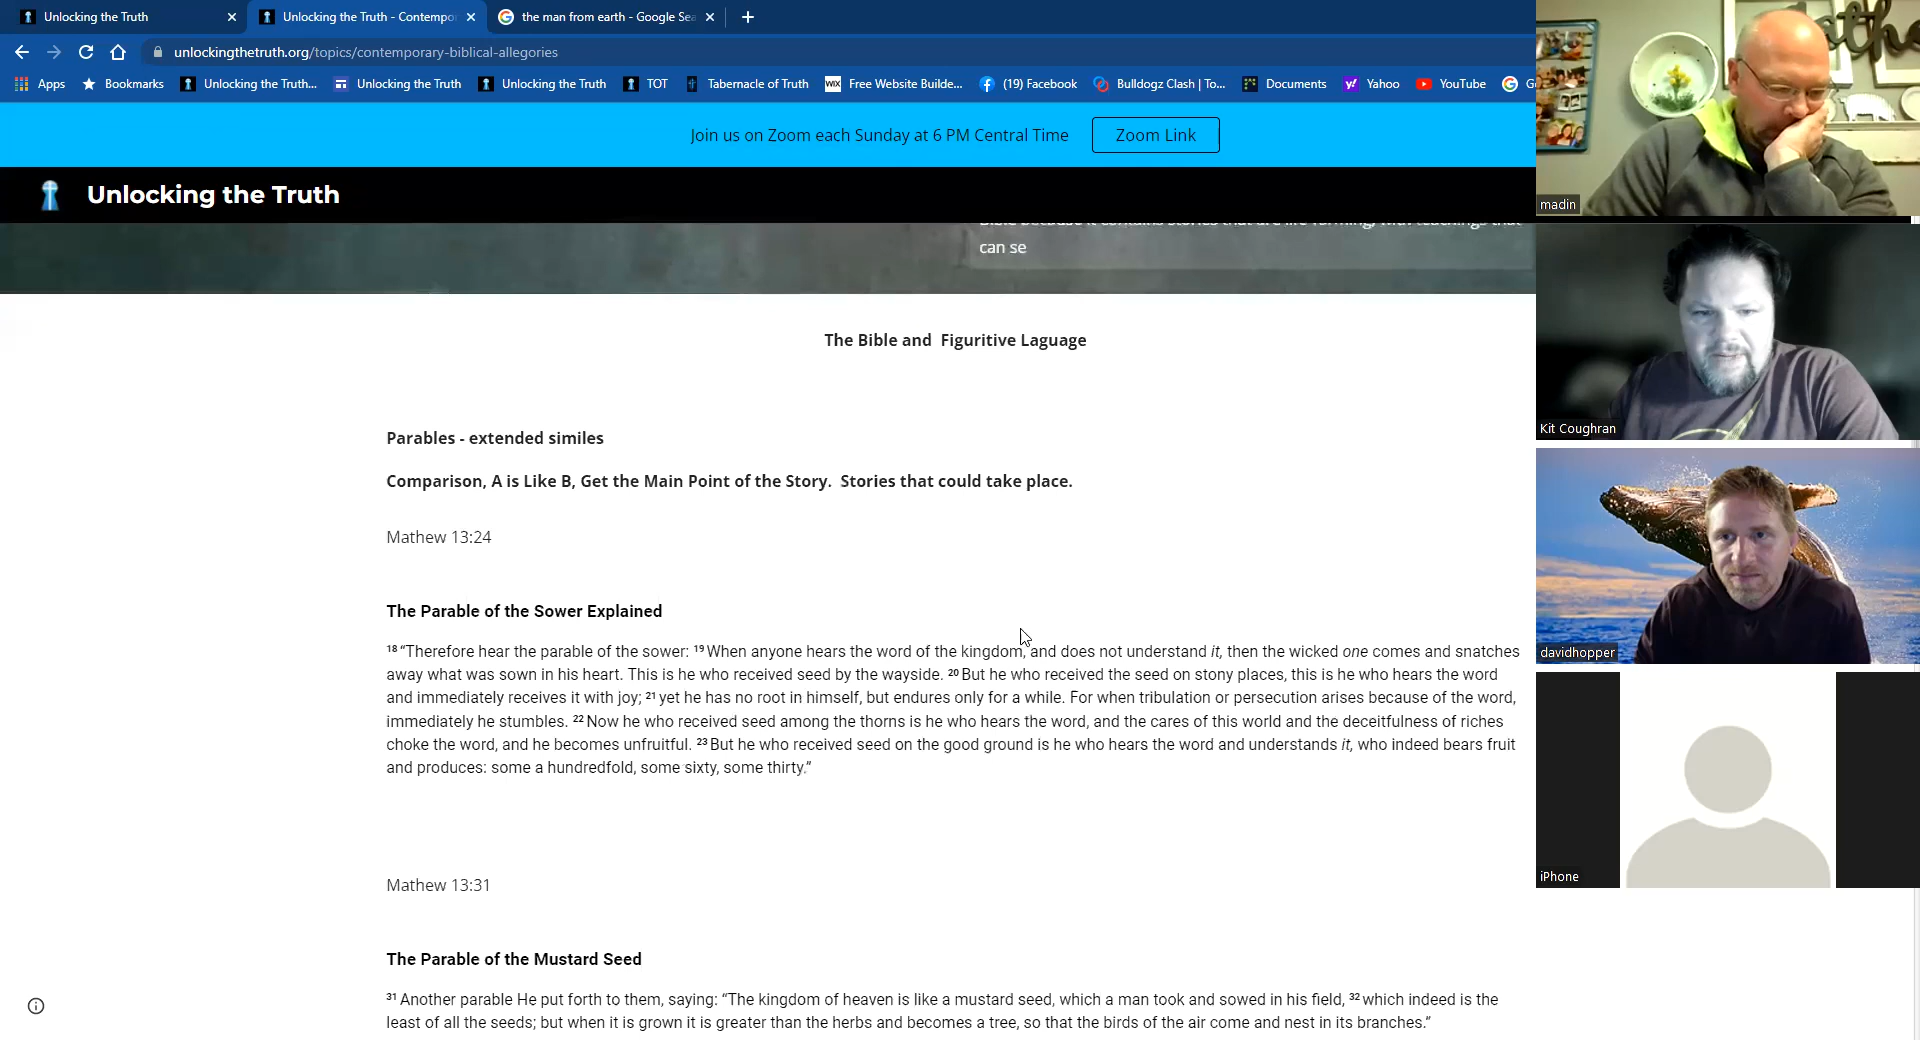 Unlocking the Truth
Unlocking the Truth - Contempo
the man from earth - Google Sea
unlockingthetruth.org/topics/contemporary-biblical-allegories
Apps Bookmarks Unlocking the Truth... Unlocking the Truth Unlocking the Truth TOT Tabernacle of Truth WIX Free Website Builde... (19) Facebook Bulldogz Clash | To... Documents Yahoo YouTube G
Join us on Zoom each Sunday at 6 PM Central Time Zoom Link
Unlocking the Truth
madin
can se
The Bible and Figuritive Laguage
Kit Coughran
Parables - extended similes
Comparison, A is Like B, Get the Main Point of the Story. Stories that could take place.
Mathew 13:24
The Parable of the Sower Explained
davidhopper
18 “Therefore hear the parable of the sower: 19 When anyone hears the word of the kingdom, and does not understand it, then the wicked one comes and snatches
away what was sown in his heart. This is he who received seed by the wayside. 20 But he who received the seed on stony places, this is he who hears the word
and immediately receives it with joy; 21 yet he has no root in himself, but endures only for a while. For when tribulation or persecution arises because of the word,
immediately he stumbles. 22 Now he who received seed among the thorns is he who hears the word, and the cares of this world and the deceitfulness of riches
choke the word, and he becomes unfruitful. 23 But he who received seed on the good ground is he who hears the word and understands it, who indeed bears fruit
and produces: some a hundredfold, some sixty, some thirty.”
iPhone
Mathew 13:31
The Parable of the Mustard Seed
31 Another parable He put forth to them, saying: “The kingdom of heaven is like a mustard seed, which a man took and sowed in his field, 32 which indeed is the
least of all the seeds; but when it is grown it is greater than the herbs and becomes a tree, so that the birds of the air come and nest in its branches.”